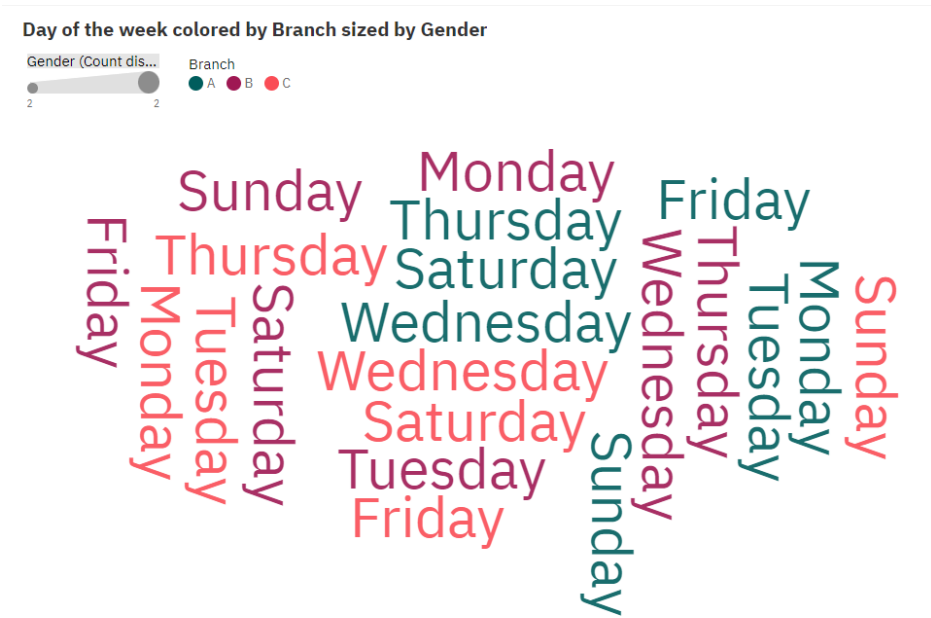 Day of the week colored by Branch sized by Gender
Gender (Count dis...
2 2
Branch
A B C
Monday
Sunday
Friday
Thursday
Friday
Thursday
Wednesday
Thursday
Saturday
Monday
Tuesday
Sunday
Monday
Tuesday
Saturday
Wednesday
Wednesday
Saturday
Sunday
Tuesday
Friday